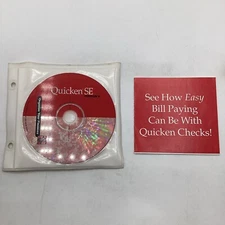 Quicken SE
See How Easy
Bill Paying
Can Be With
Quicken Checks!